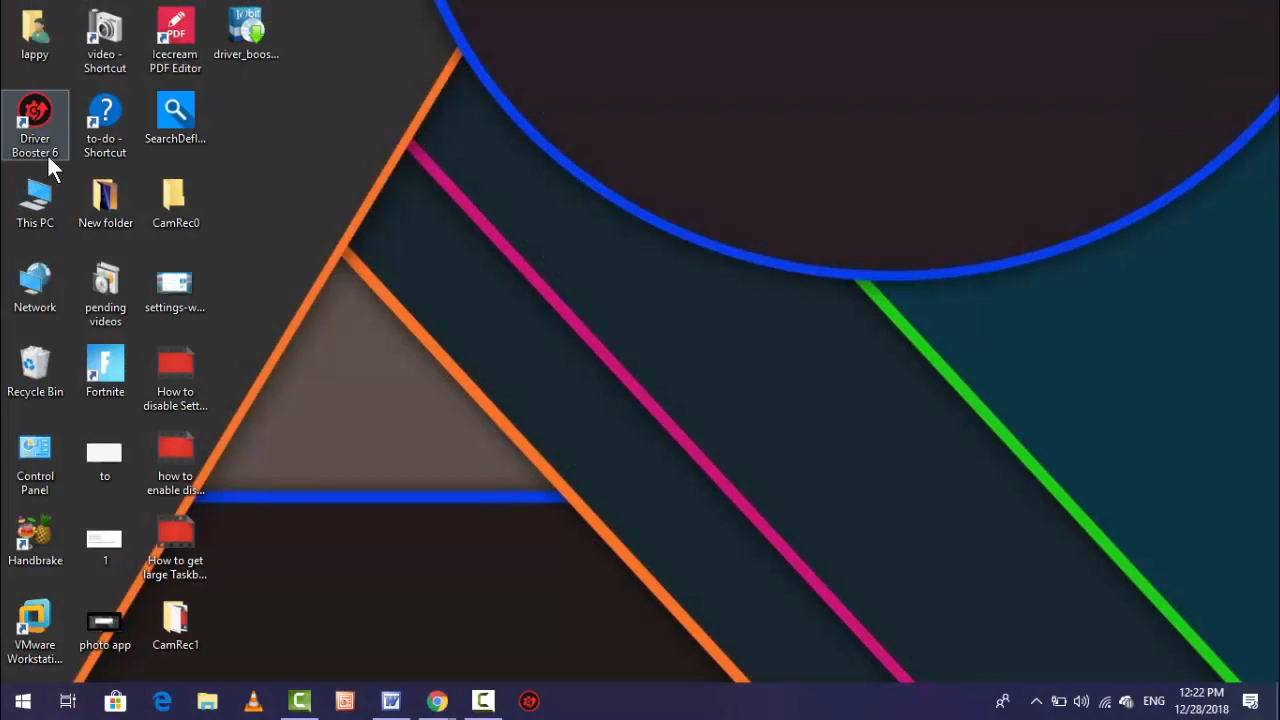 lappy
video -
Shortcut
Icecream
PDF Editor
driver_boos...
PDF
Driver
Booster 6
to-do -
Shortcut
SearchDefl...
This PC
New folder
CamRec0
Network
pending
videos
settings-w...
Recycle Bin
Fortnite
How to
disable Sett...
Control
Panel
to
how to
enable dis...
Handbrake
1
How to get
large Taskb...
VMware
Workstati...
photo app
CamRec1
ENG
12:22 PM
12/28/2018